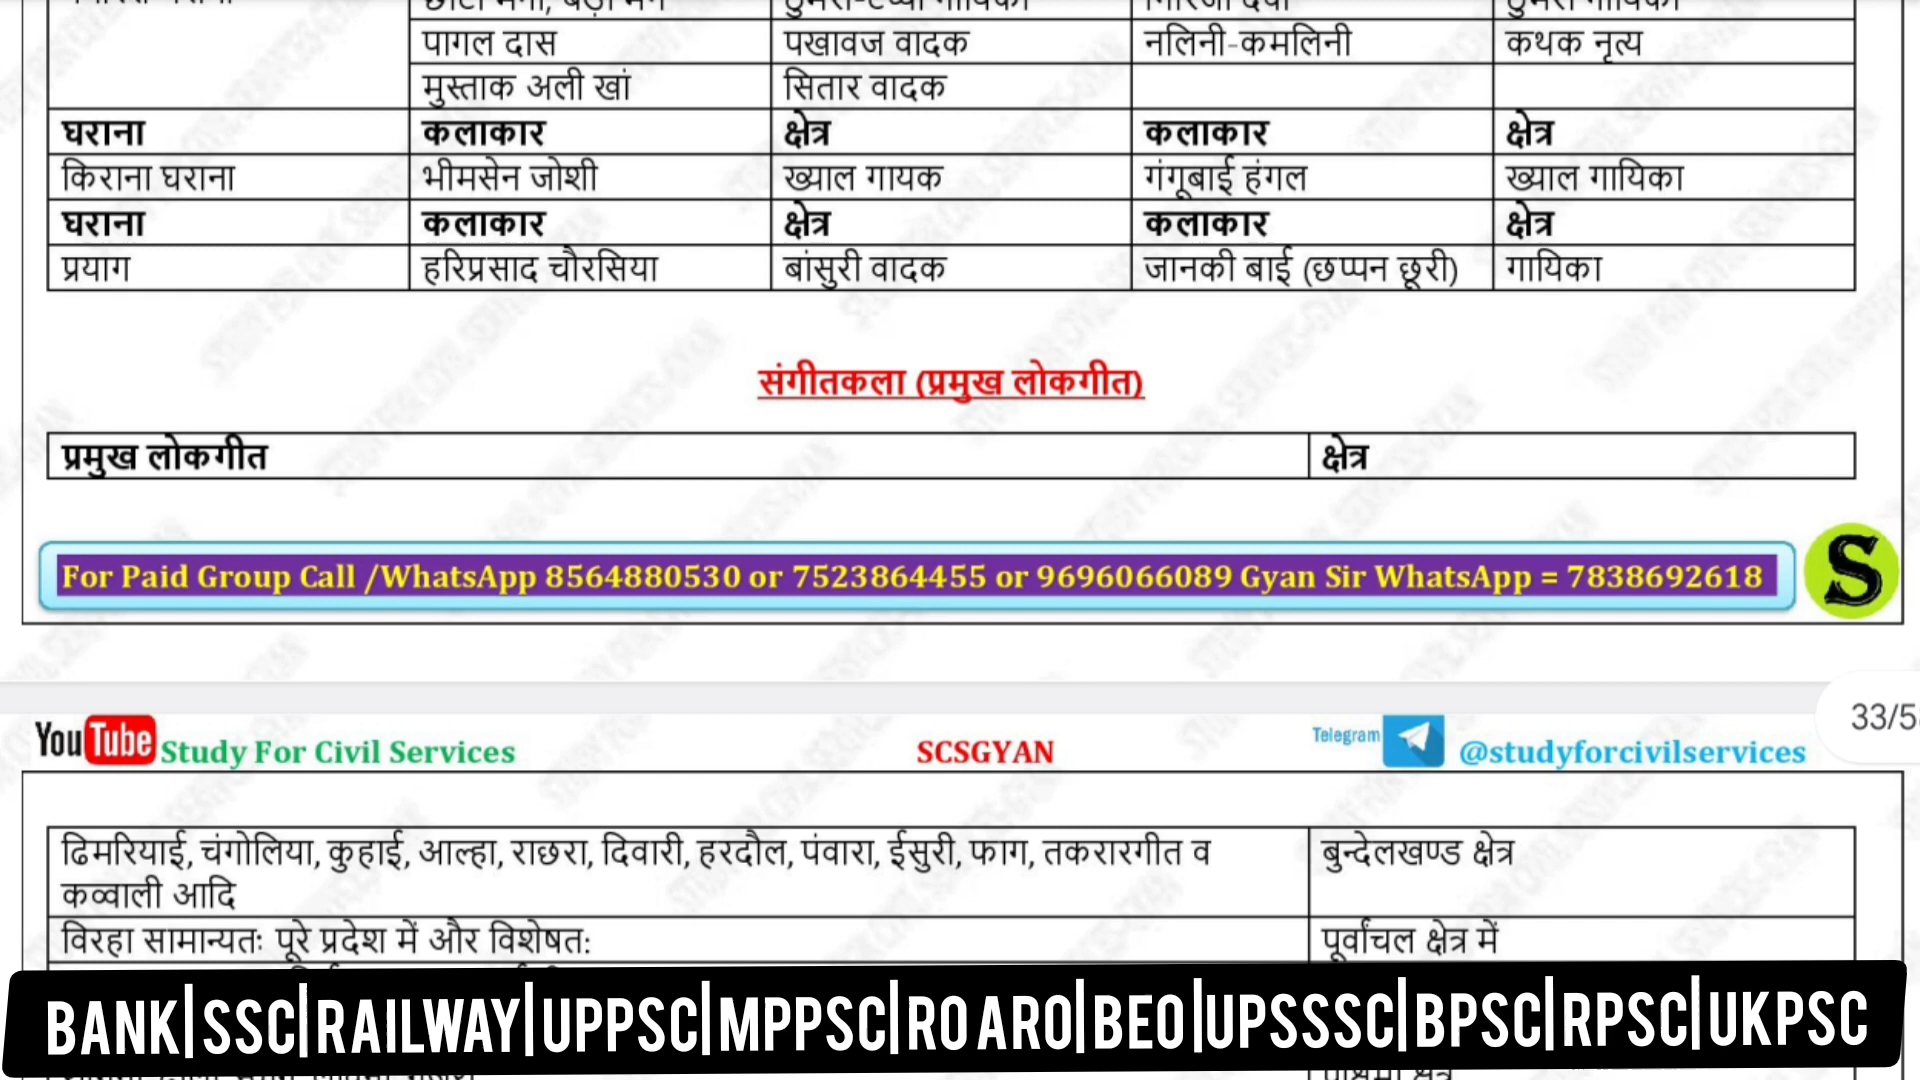 पागल दास पखावज वादक नलिनी-कमलिनी कथक नृत्य
मुस्ताक अली खां सितार वादक
घराना कलाकार क्षेत्र कलाकार क्षेत्र
किराना घराना भीमसेन जोशी ख्याल गायक गंगूबाई हंगल ख्याल गायिका
घराना कलाकार क्षेत्र कलाकार क्षेत्र
प्रयाग हरिप्रसाद चौरसिया बांसुरी वादक जानकी बाई (छप्पन छूरी) गायिका
संगीतकला (प्रमुख लोकगीत)
प्रमुख लोकगीत क्षेत्र
For Paid Group Call /WhatsApp 8564880530 or 7523864455 or 9696066089 Gyan Sir WhatsApp = 7838692618
S
33/5
YouTube Study For Civil Services SCSGYAN Telegram @studyforcivilservices
ढिमरियाई, चंगोलिया, कुहाई, आल्हा, राछरा, दिवारी, हरदौल, पंवारा, ईसुरी, फाग, तकरारगीत व बुन्देलखण्ड क्षेत्र
कव्वाली आदि
विरहा सामान्यतः पूरे प्रदेश में और विशेषत: पूर्वांचल क्षेत्र में
BANK|SSC|RAILWAY|UPPSC|MPPSC|RO ARO|BEO|UPSSSC|BPSC|RPSC|UKPSC